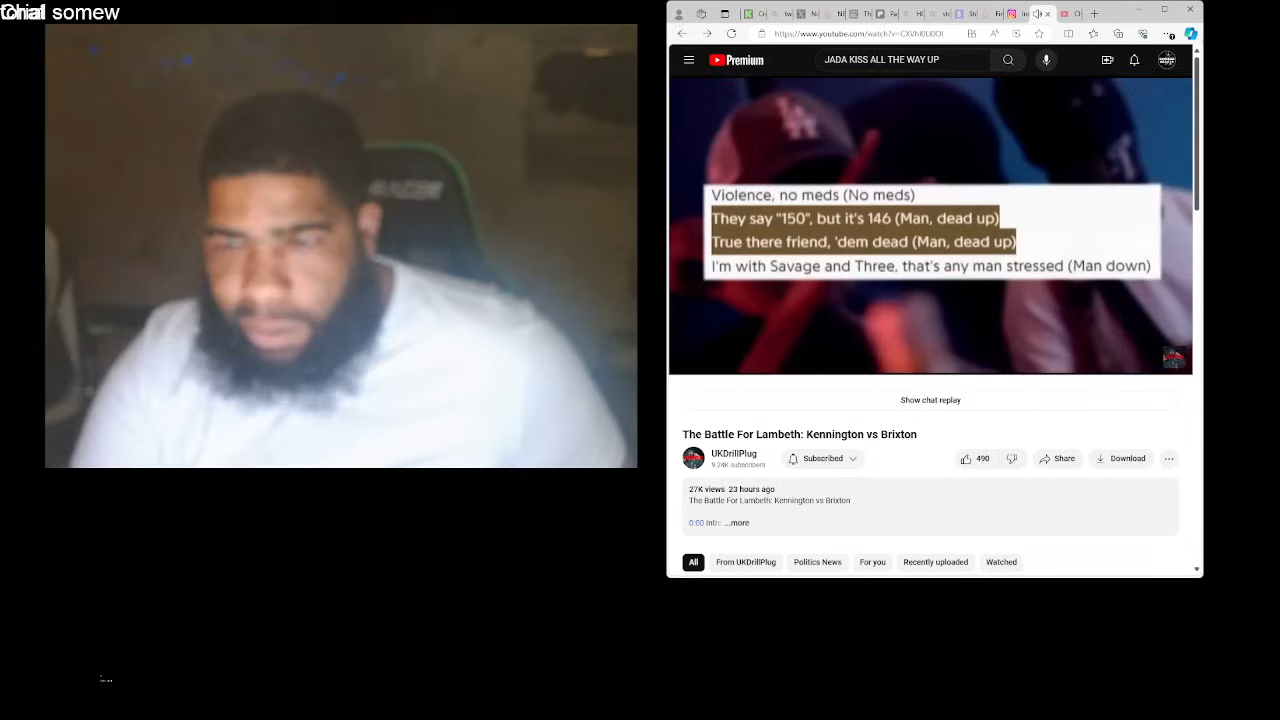 somew
https://www.youtube.com/watch?v=CXVhI0LI0OI
Premium
JADA KISS ALL THE WAY UP
Violence, no meds (No meds)
They say "150", but it's 146 (Man, dead up)
True there friend, 'dem dead (Man, dead up)
I'm with Savage and Three, that's any man stressed (Man down)
Show chat replay
The Battle For Lambeth: Kennington vs Brixton
UKDrillPlug
9.24K subscribers
Subscribed
490
Share
Download
27K views 23 hours ago
The Battle For Lambeth: Kennington vs Brixton
0:00 Intro ...more
All
From UKDrillPlug
Politics News
For you
Recently uploaded
Watched